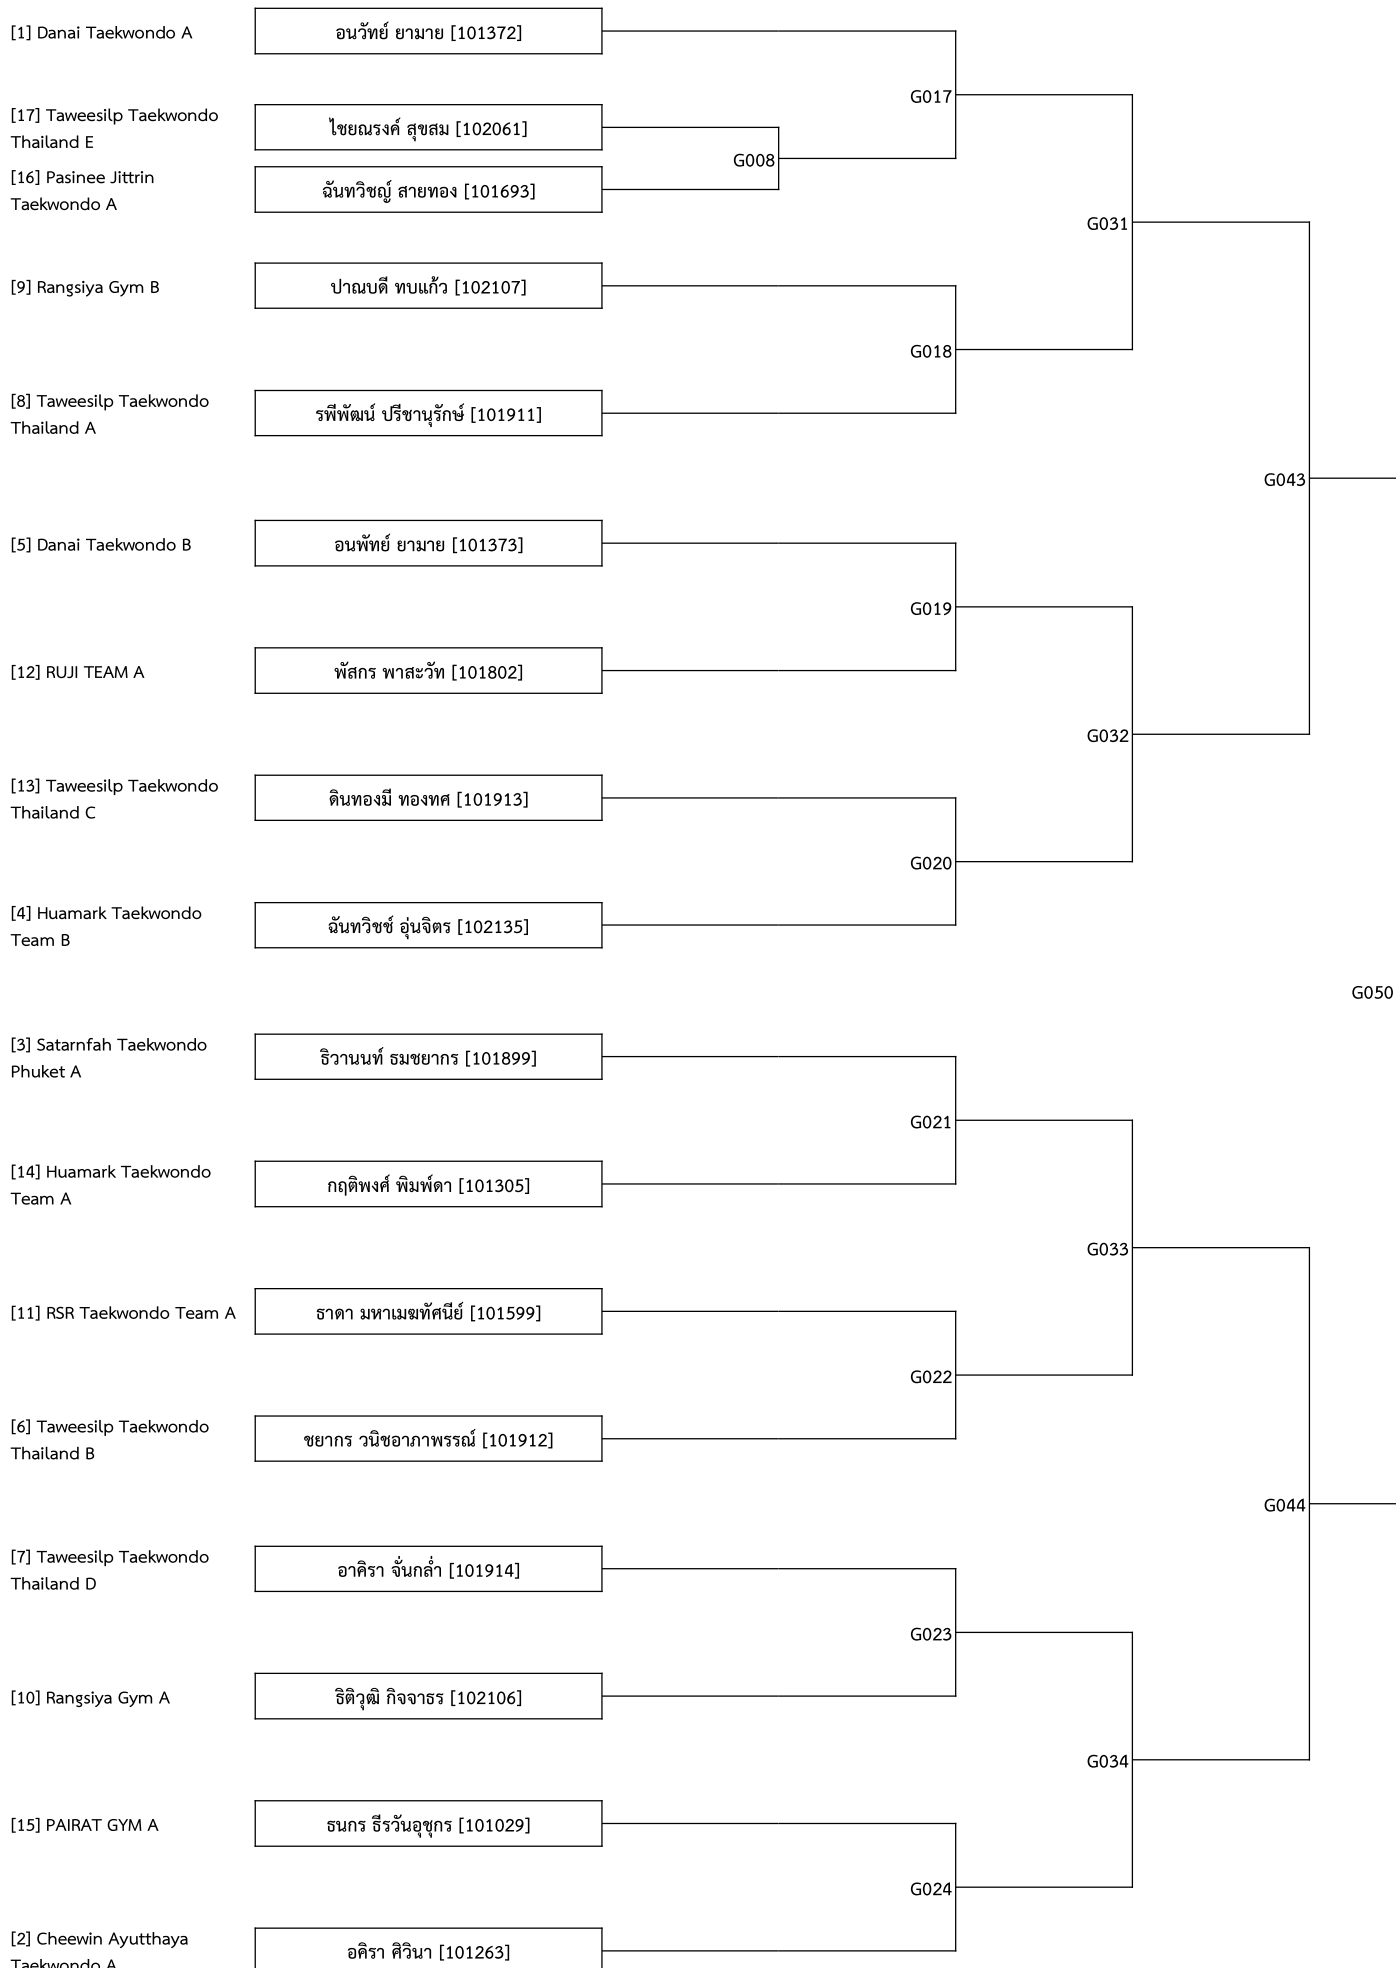 [1] Danai Taekwondo A
อนวัทย์ ยามาย [101372]
G017
[17] Taweesilp Taekwondo
Thailand E
ไชยณรงค์ สุขสม [102061]
G008
[16] Pasinee Jittrin
Taekwondo A
ฉันทวิชญ์ สายทอง [101693]
G031
[9] Rangsiya Gym B
ปาณบดี ทบแก้ว [102107]
G018
[8] Taweesilp Taekwondo
Thailand A
รพีพัฒน์ ปรีชานุรักษ์ [101911]
G043
[5] Danai Taekwondo B
อนพัทย์ ยามาย [101373]
G019
[12] RUJI TEAM A
พัสกร พาสะวัท [101802]
G032
[13] Taweesilp Taekwondo
Thailand C
ดินทองมี ทองทศ [101913]
G020
[4] Huamark Taekwondo
Team B
ฉันทวิชช์ อุ่นจิตร [102135]
G050
[3] Satarnfah Taekwondo
Phuket A
ธิวานนท์ ธมชยากร [101899]
G021
[14] Huamark Taekwondo
Team A
กฤติพงศ์ พิมพ์ดา [101305]
G033
[11] RSR Taekwondo Team A
ธาดา มหาเมฆทัศนีย์ [101599]
G022
[6] Taweesilp Taekwondo
Thailand B
ชยากร วนิชอาภาพรรณ์ [101912]
G044
[7] Taweesilp Taekwondo
Thailand D
อาคิรา จั่นกล่ำ [101914]
G023
[10] Rangsiya Gym A
ธิติวุฒิ กิจจาธร [102106]
G034
[15] PAIRAT GYM A
ธนกร ธีรวันอุชุกร [101029]
G024
[2] Cheewin Ayutthaya
Taekwondo A
อคิรา ศิวินา [101263]